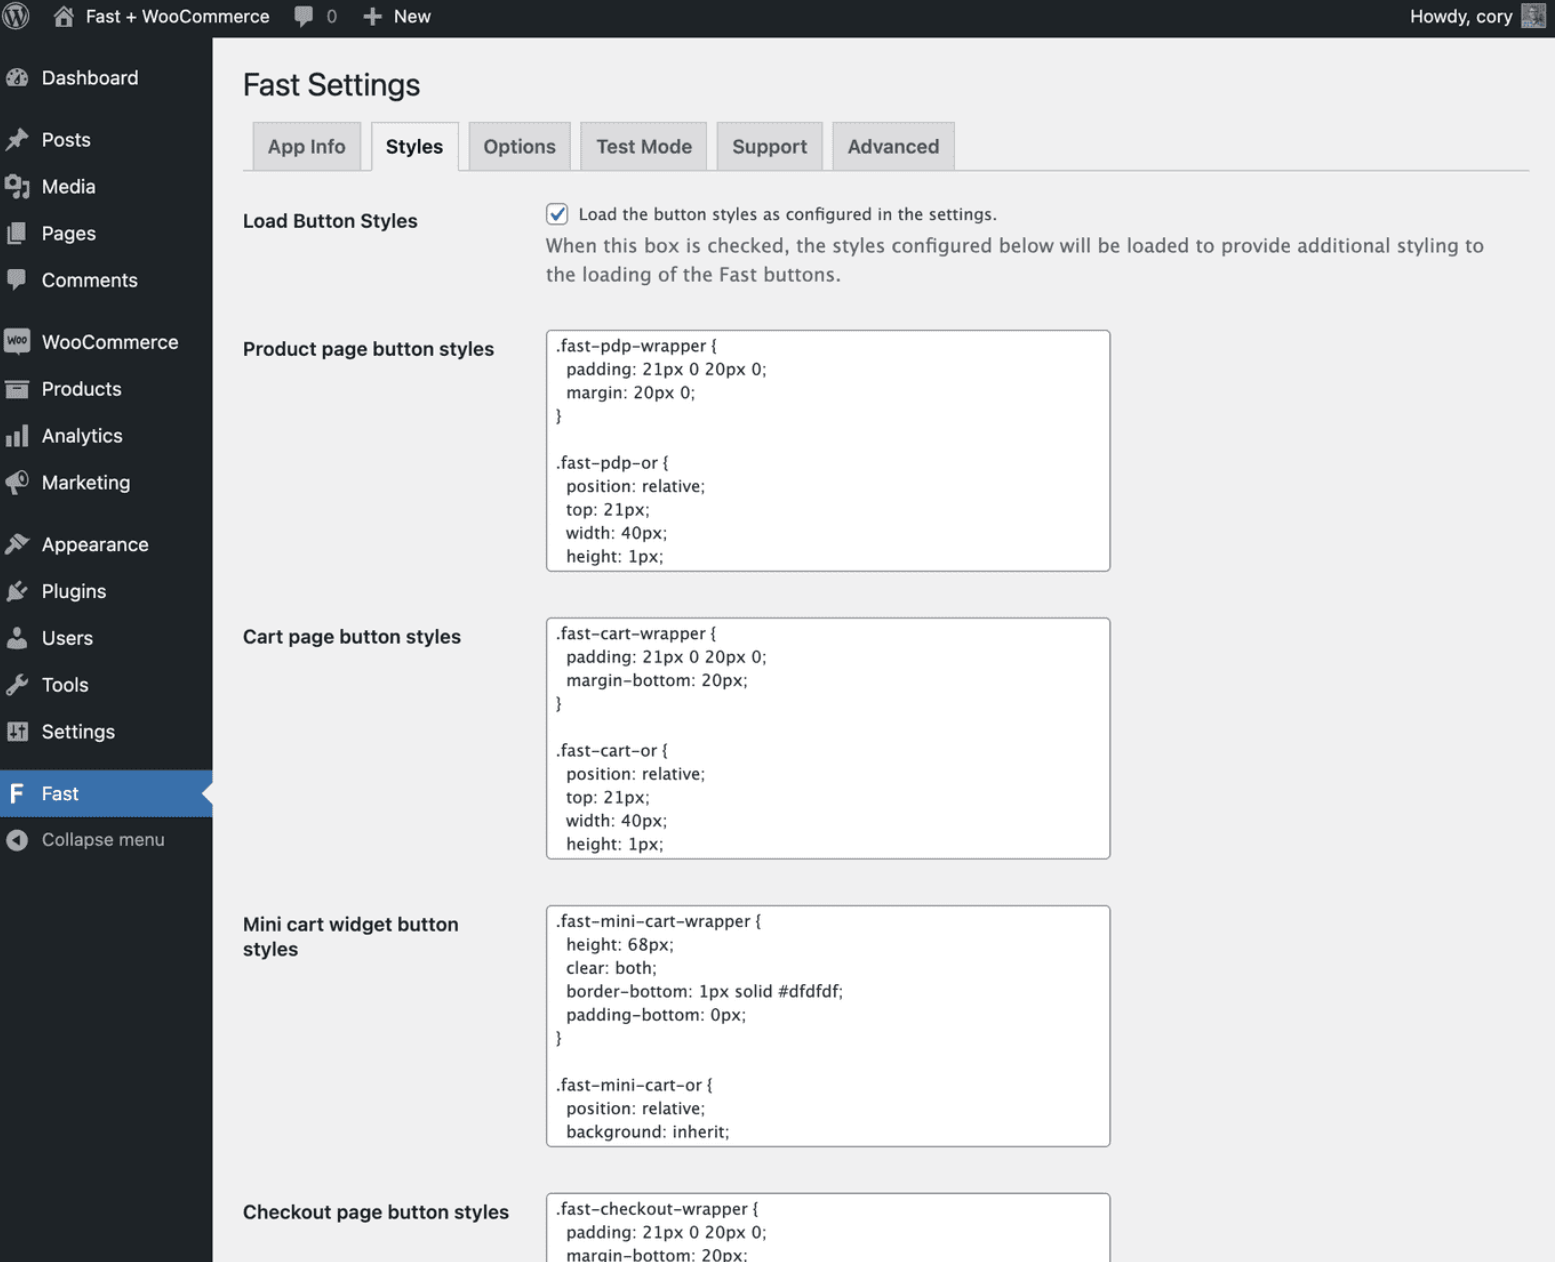 Fast + WooCommerce 0 New Howdy, cory
Dashboard
Posts
Media
Pages
Comments
WOO WooCommerce
Products
Analytics
Marketing
Appearance
Plugins
Users
Tools
Settings
F Fast
Collapse menu
Fast Settings
App Info Styles Options Test Mode Support Advanced
Load Button Styles
Load the button styles as configured in the settings.
When this box is checked, the styles configured below will be loaded to provide additional styling to
the loading of the Fast buttons.
Product page button styles
.fast-pdp-wrapper {
padding: 21px 0 20px 0;
margin: 20px 0;
}
.fast-pdp-or {
position: relative;
top: 21px;
width: 40px;
height: 1px;
Cart page button styles
.fast-cart-wrapper {
padding: 21px 0 20px 0;
margin-bottom: 20px;
}
.fast-cart-or {
position: relative;
top: 21px;
width: 40px;
height: 1px;
Mini cart widget button
styles
.fast-mini-cart-wrapper {
height: 68px;
clear: both;
border-bottom: 1px solid #dfdfdf;
padding-bottom: 0px;
}
.fast-mini-cart-or {
position: relative;
background: inherit;
Checkout page button styles
.fast-checkout-wrapper {
padding: 21px 0 20px 0;
margin-bottom: 20px;